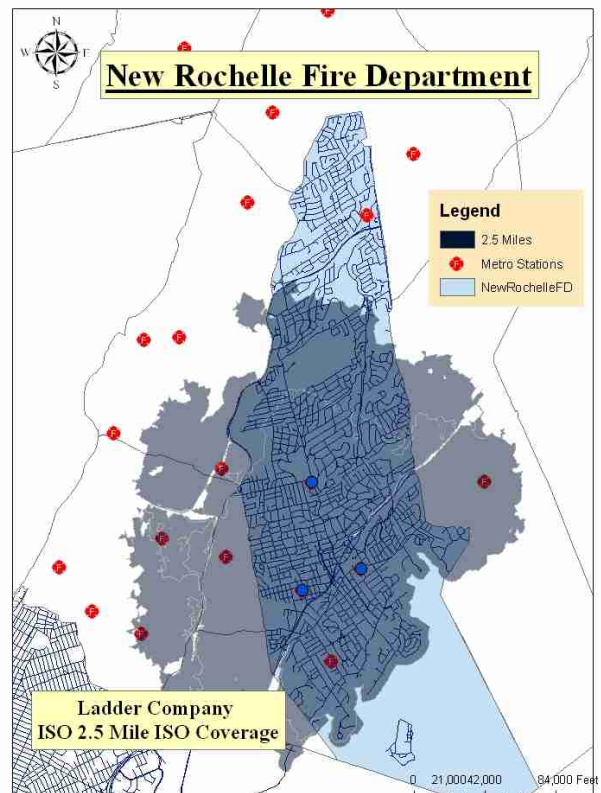 N
W E
S
New Rochelle Fire Department
Legend
2.5 Miles
F Metro Stations
NewRochelleFD
Ladder Company
ISO 2.5 Mile ISO Coverage
0 21,00042,000 84,000 Feet